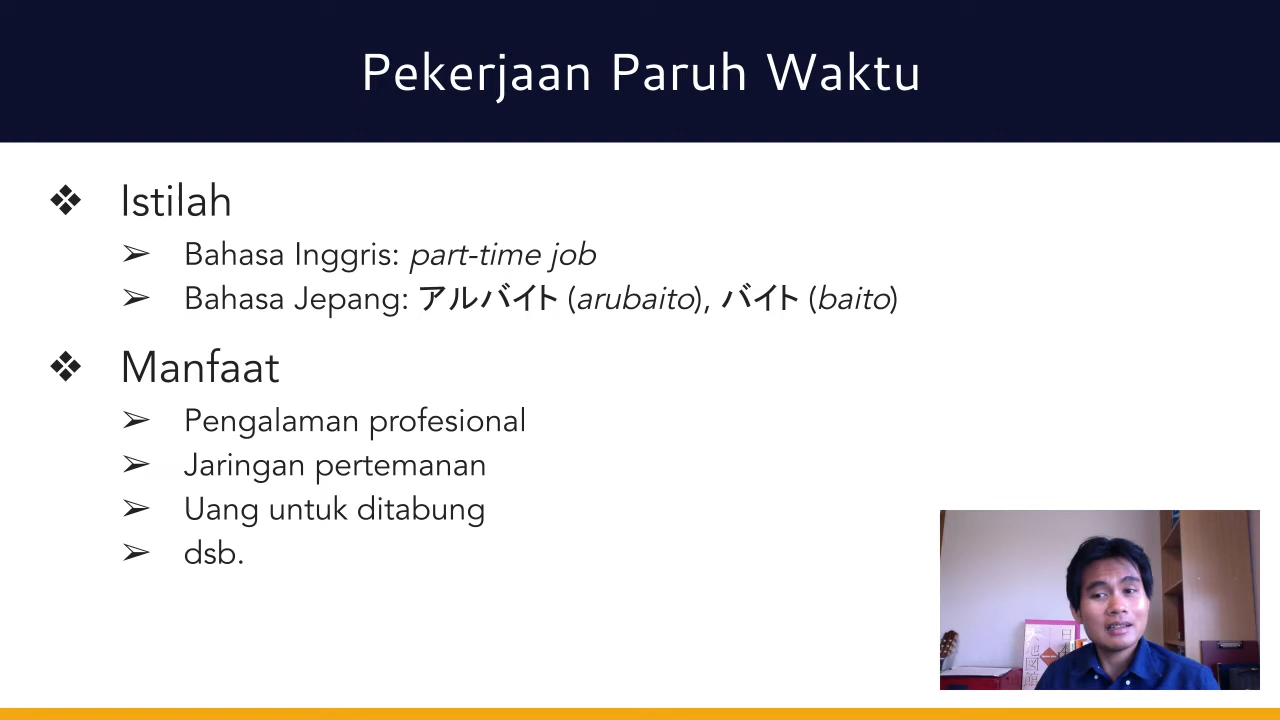 Pekerjaan Paruh Waktu
❖ Istilah
➢ Bahasa Inggris: part-time job
➢ Bahasa Jepang: アルバイト (arubaito), バイト (baito)
❖ Manfaat
➢ Pengalaman profesional
➢ Jaringan pertemanan
➢ Uang untuk ditabung
➢ dsb.